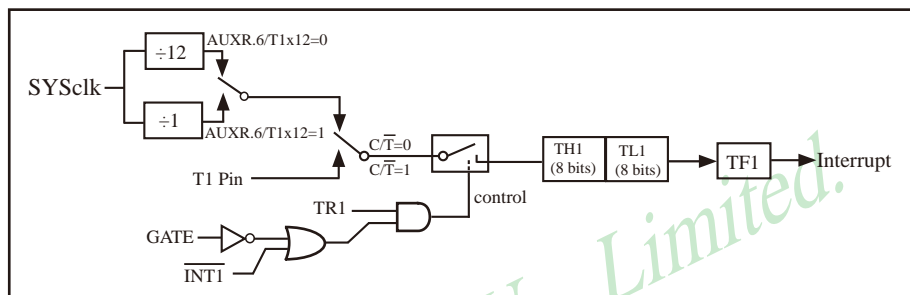 ÷12
AUXR.6/T1x12=0
SYSclk
÷1
AUXR.6/T1x12=1
C/T̅=0
C/T̅=1
T1 Pin
TH1
(8 bits)
TL1
(8 bits)
TF1
Interrupt
control
TR1
GATE
I̅N̅T̅1̅
Limited.